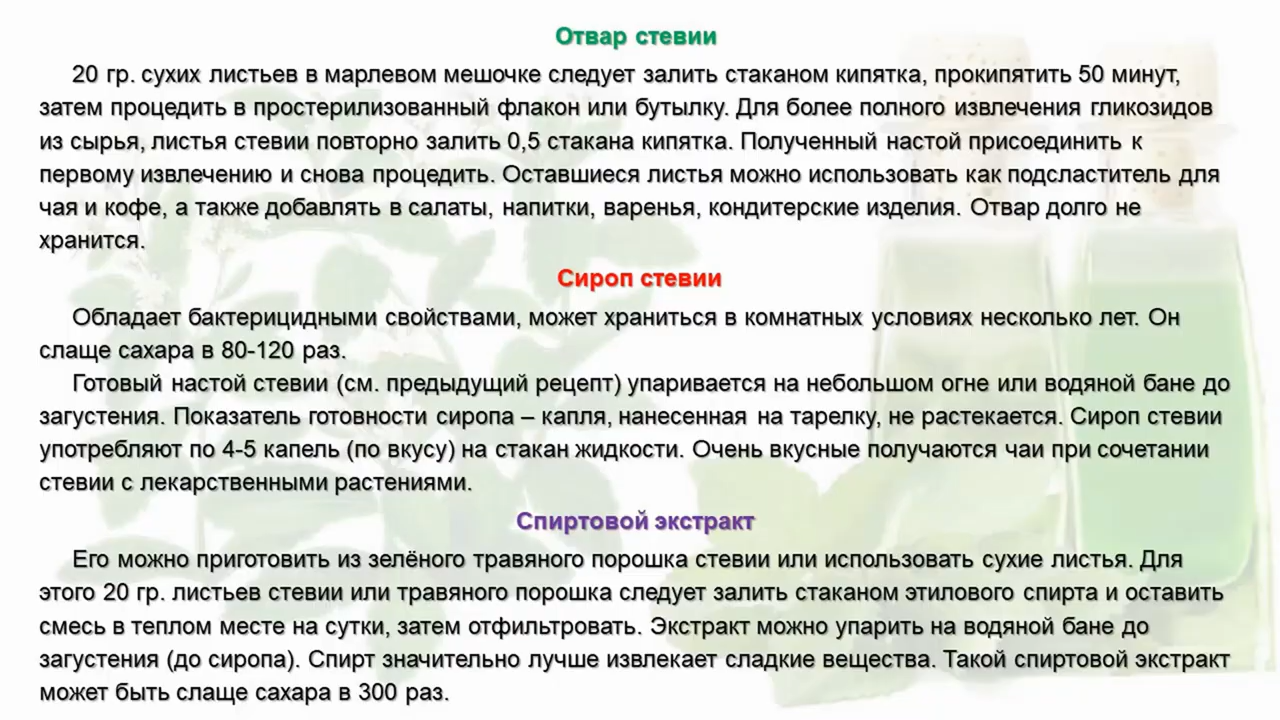 Отвар стевии
20 гр. сухих листьев в марлевом мешочке следует залить стаканом кипятка, прокипятить 50 минут,
затем процедить в простерилизованный флакон или бутылку. Для более полного извлечения гликозидов
из сырья, листья стевии повторно залить 0,5 стакана кипятка. Полученный настой присоединить к
первому извлечению и снова процедить. Оставшиеся листья можно использовать как подсластитель для
чая и кофе, а также добавлять в салаты, напитки, варенья, кондитерские изделия. Отвар долго не
хранится.
Сироп стевии
Обладает бактерицидными свойствами, может храниться в комнатных условиях несколько лет. Он
слаще сахара в 80-120 раз.
Готовый настой стевии (см. предыдущий рецепт) упаривается на небольшом огне или водяной бане до
загустения. Показатель готовности сиропа – капля, нанесенная на тарелку, не растекается. Сироп стевии
употребляют по 4-5 капель (по вкусу) на стакан жидкости. Очень вкусные получаются чаи при сочетании
стевии с лекарственными растениями.
Спиртовой экстракт
Его можно приготовить из зелёного травяного порошка стевии или использовать сухие листья. Для
этого 20 гр. листьев стевии или травяного порошка следует залить стаканом этилового спирта и оставить
смесь в теплом месте на сутки, затем отфильтровать. Экстракт можно упарить на водяной бане до
загустения (до сиропа). Спирт значительно лучше извлекает сладкие вещества. Такой спиртовой экстракт
может быть слаще сахара в 300 раз.